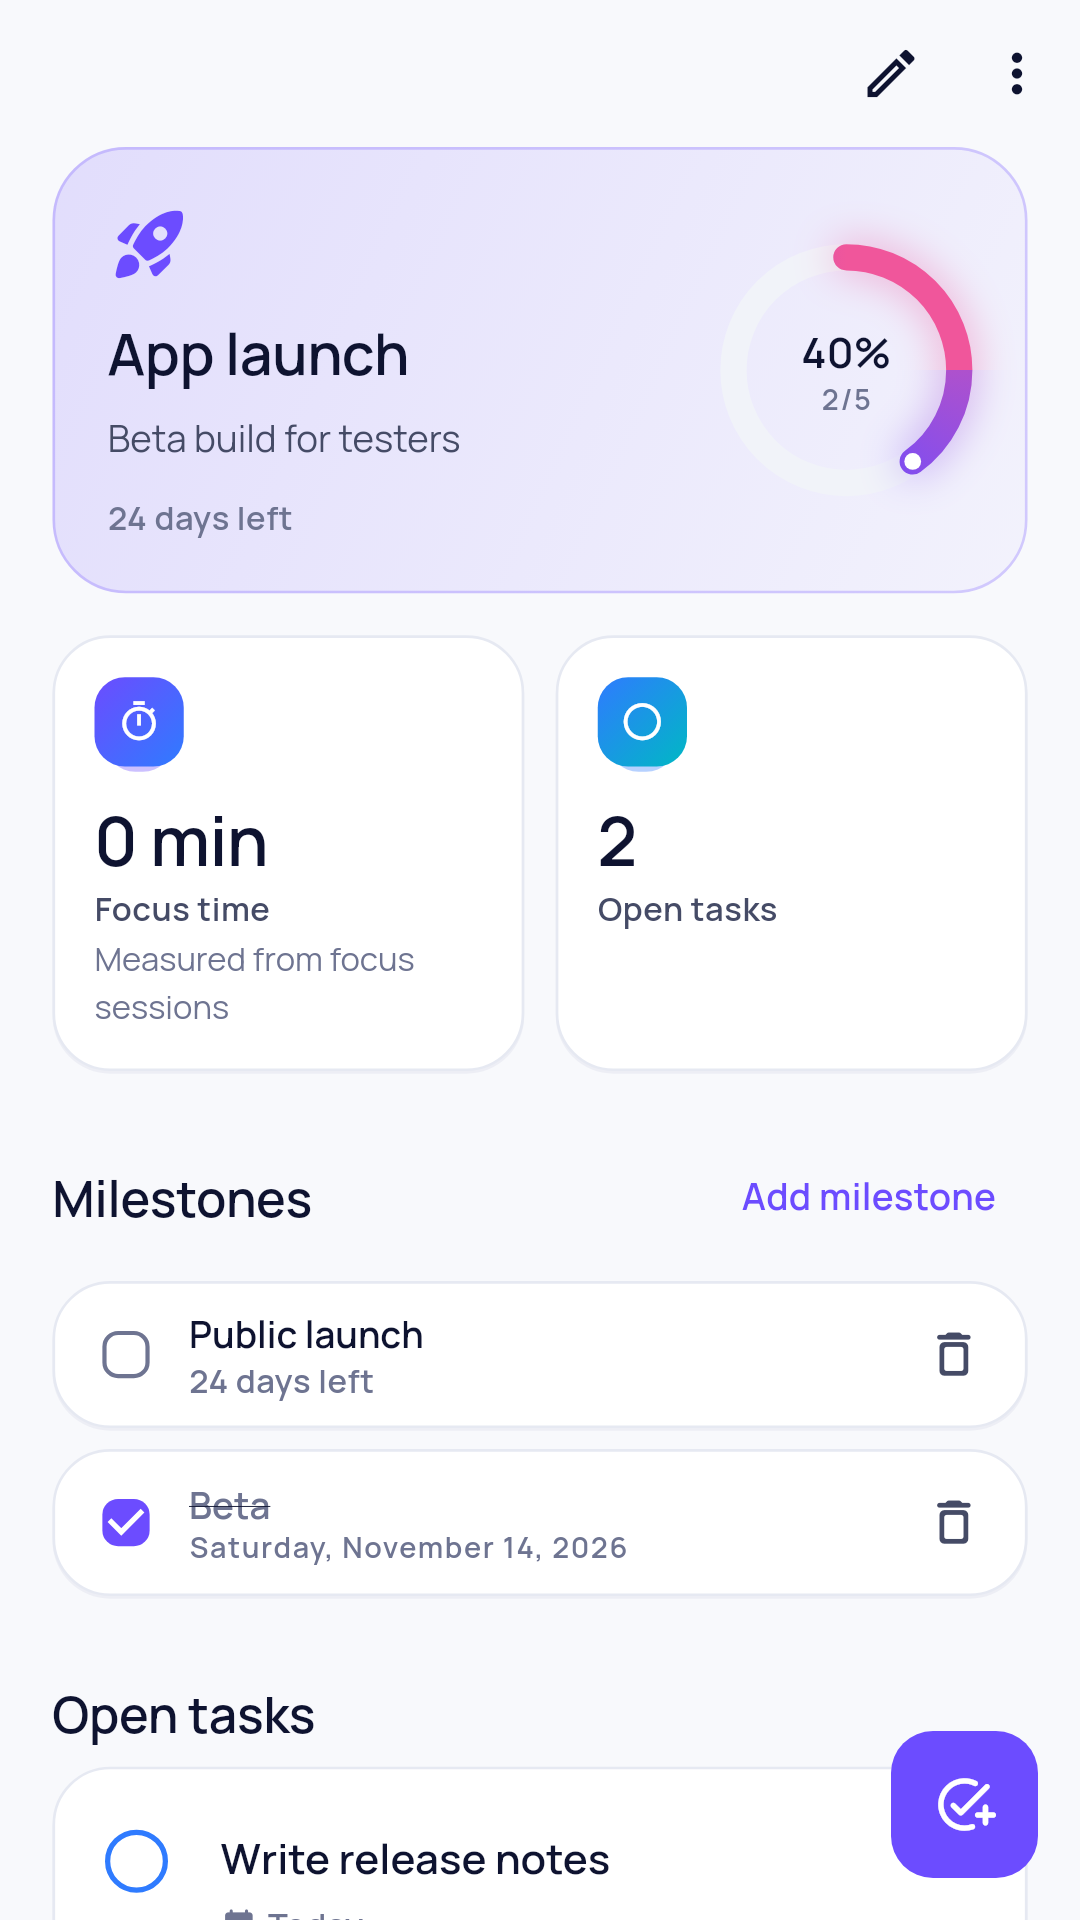 App launch
Beta build for testers
24 days left
40%
2/5
0 min
Focus time
Measured from focus
sessions
2
Open tasks
Milestones
Add milestone
Public launch
24 days left
Beta
Saturday, November 14, 2026
Open tasks
Write release notes
Today